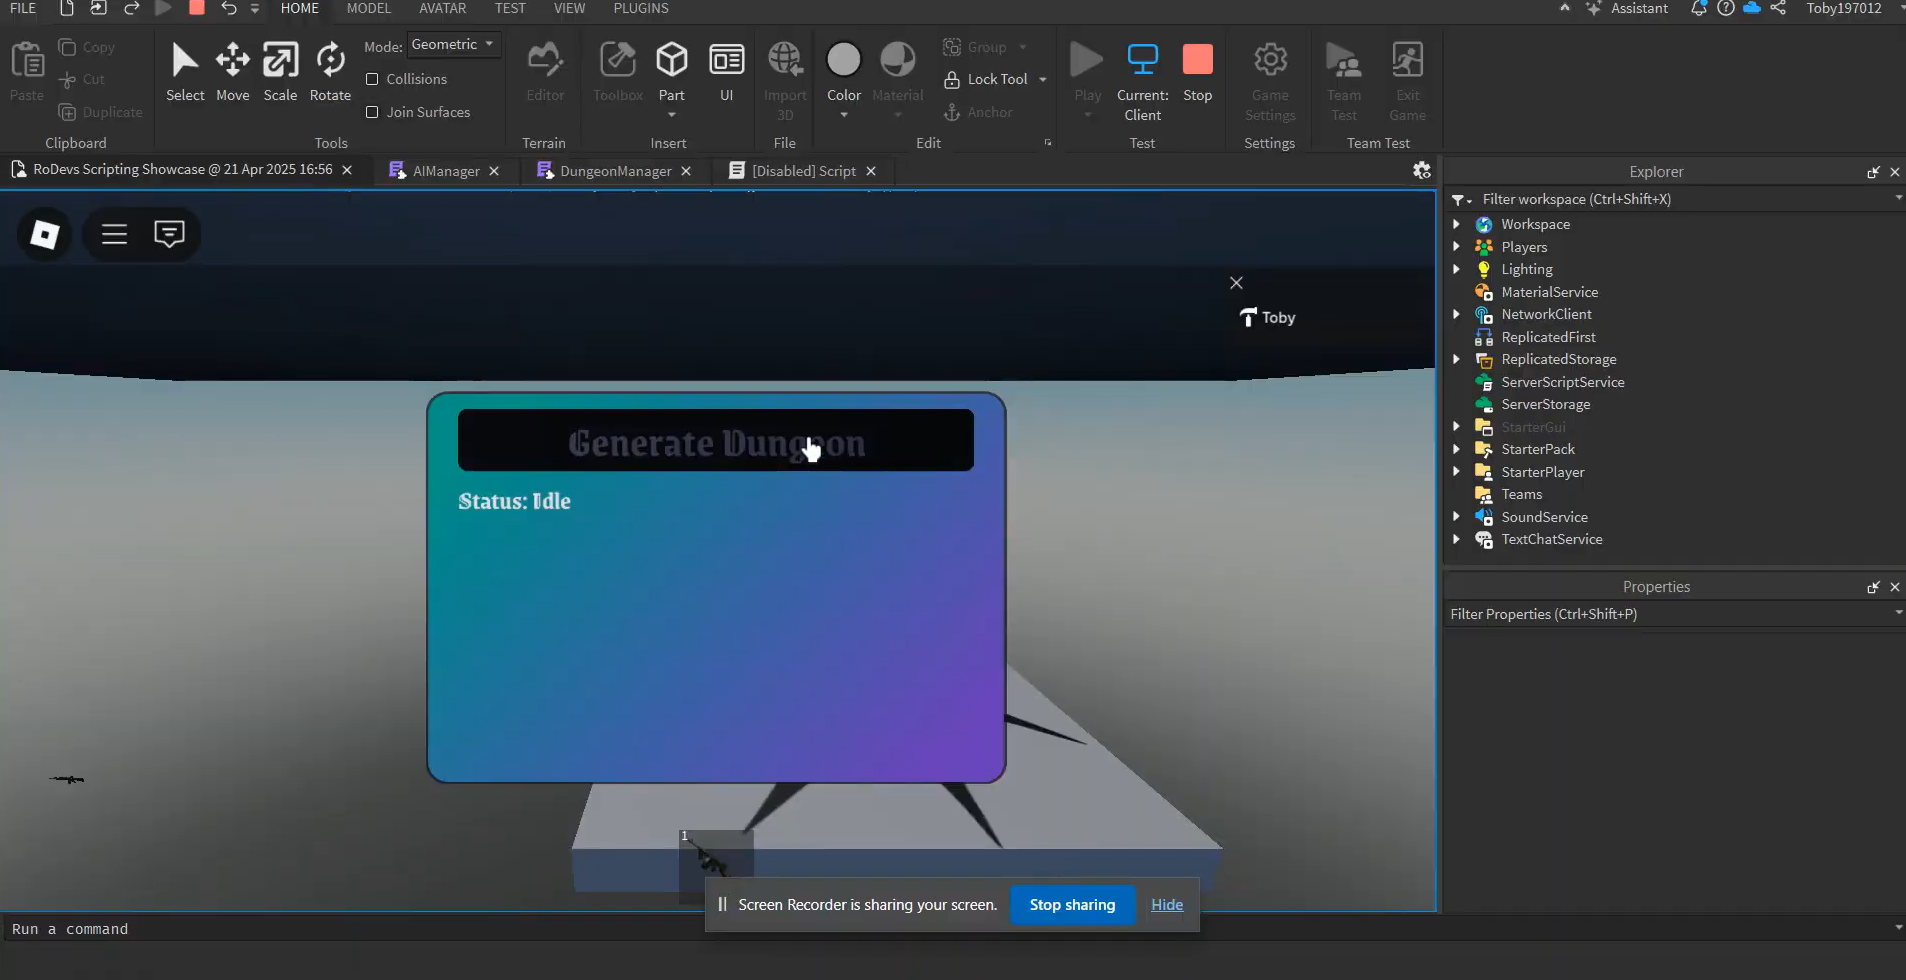 FILE
HOME
MODEL
AVATAR
TEST
VIEW
PLUGINS
Assistant
Toby197012
Paste
Copy
Cut
Duplicate
Clipboard
Select
Move
Scale
Rotate
Mode: Geometric
Collisions
Join Surfaces
Tools
Editor
Terrain
Toolbox
Part
UI
Insert
Import
3D
File
Color
Material
Group
Lock Tool
Anchor
Edit
Play
Current:
Client
Stop
Test
Game
Settings
Settings
Team
Test
Exit
Game
Team Test
RoDevs Scripting Showcase @ 21 Apr 2025 16:56
AIManager
DungeonManager
[Disabled] Script
Toby
Generate Dungeon
Status: Idle
1
Screen Recorder is sharing your screen.
Stop sharing
Hide
Run a command
Explorer
Filter workspace (Ctrl+Shift+X)
Workspace
Players
Lighting
MaterialService
NetworkClient
ReplicatedFirst
ReplicatedStorage
ServerScriptService
ServerStorage
StarterGui
StarterPack
StarterPlayer
Teams
SoundService
TextChatService
Properties
Filter Properties (Ctrl+Shift+P)